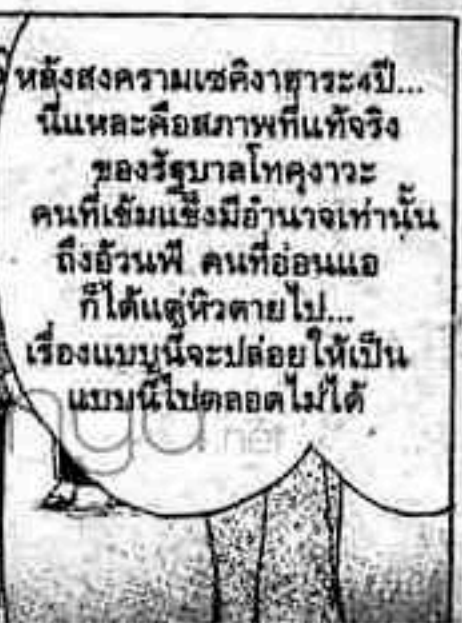 หลังสงครามเซคิงาฮาระ4ปี...
นี่แหละคือสภาพที่แท้จริง
ของรัฐบาลโทคุงาวะ
คนที่เข้มแข็งมีอำนาจเท่านั้น
ถึงอ้วนพี คนที่อ่อนแอ
ก็ได้แต่หิวตายไป...
เรื่องแบบนี้จะปล่อยให้เป็น
แบบนี้ไปตลอดไม่ได้
.net